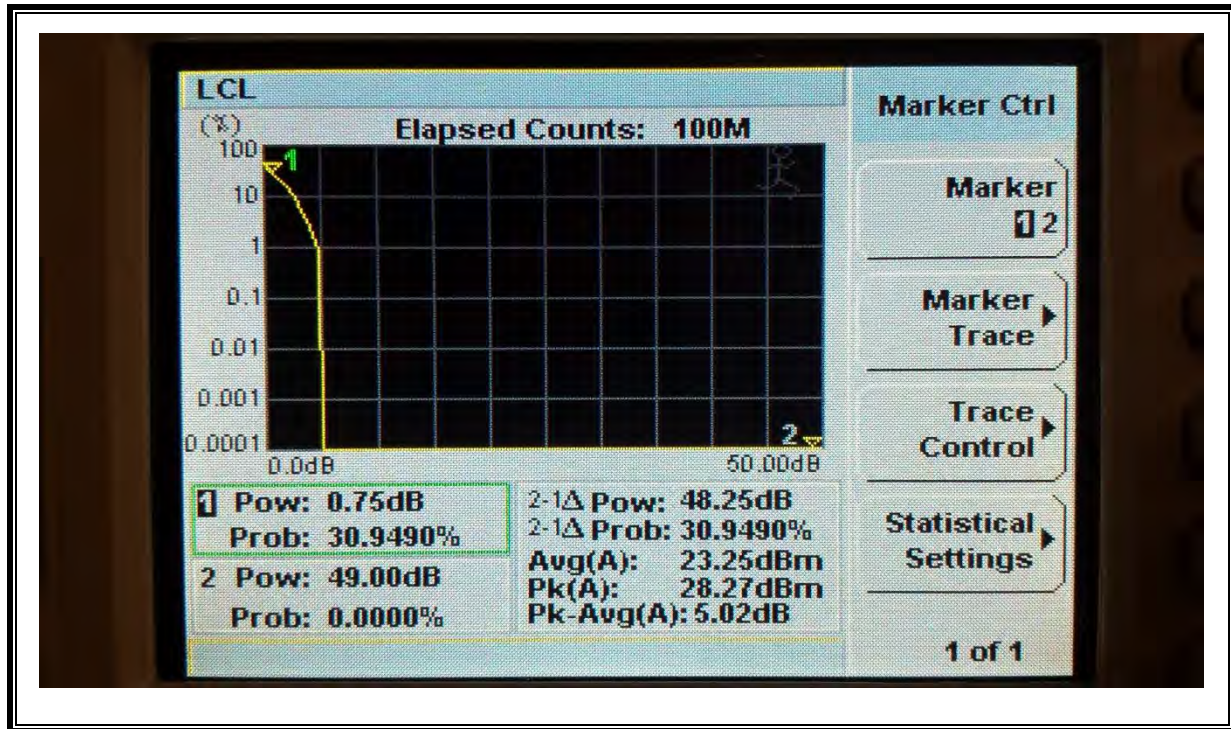 LCL
(%)
Elapsed Counts: 100M
100
1
10
1
0.1
0.01
0.001
0.0001
2
0.0dB
50.00dB
1 Pow: 0.75dB
Prob: 30.9490%
2 Pow: 49.00dB
Prob: 0.0000%
2-1Δ Pow: 48.25dB
2-1Δ Prob: 30.9490%
Avg(A): 23.25dBm
Pk(A): 28.27dBm
Pk-Avg(A): 5.02dB
Marker Ctrl
Marker
1 2
Marker
Trace
Trace
Control
Statistical
Settings
1 of 1